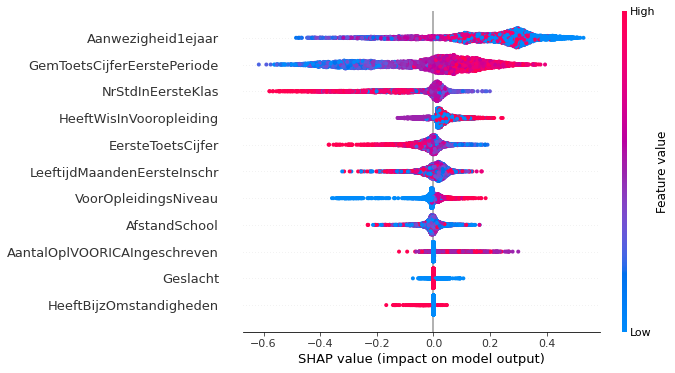 High
Aanwezigheid1ejaar
GemToetsCijferEerstePeriode
NrStdInEersteKlas
HeeftWisInVooropleiding
EersteToetsCijfer
LeeftijdMaandenEersteInschr
VoorOpleidingsNiveau
AfstandSchool
AantalOplVOORICAIngeschreven
Geslacht
HeeftBijzOmstandigheden
Feature value
Low
−0.6 −0.4 −0.2 0.0 0.2 0.4
SHAP value (impact on model output)